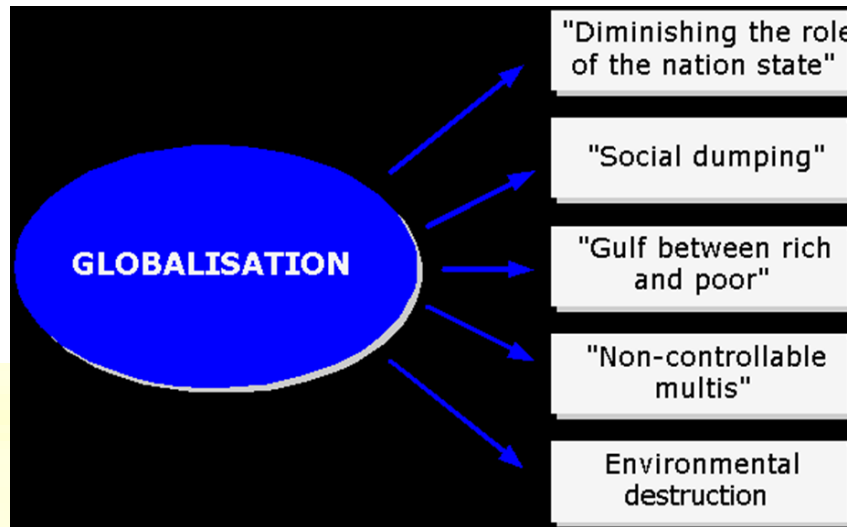 GLOBALISATION
"Diminishing the role
of the nation state"
"Social dumping"
"Gulf between rich
and poor"
"Non-controllable
multis"
Environmental
destruction